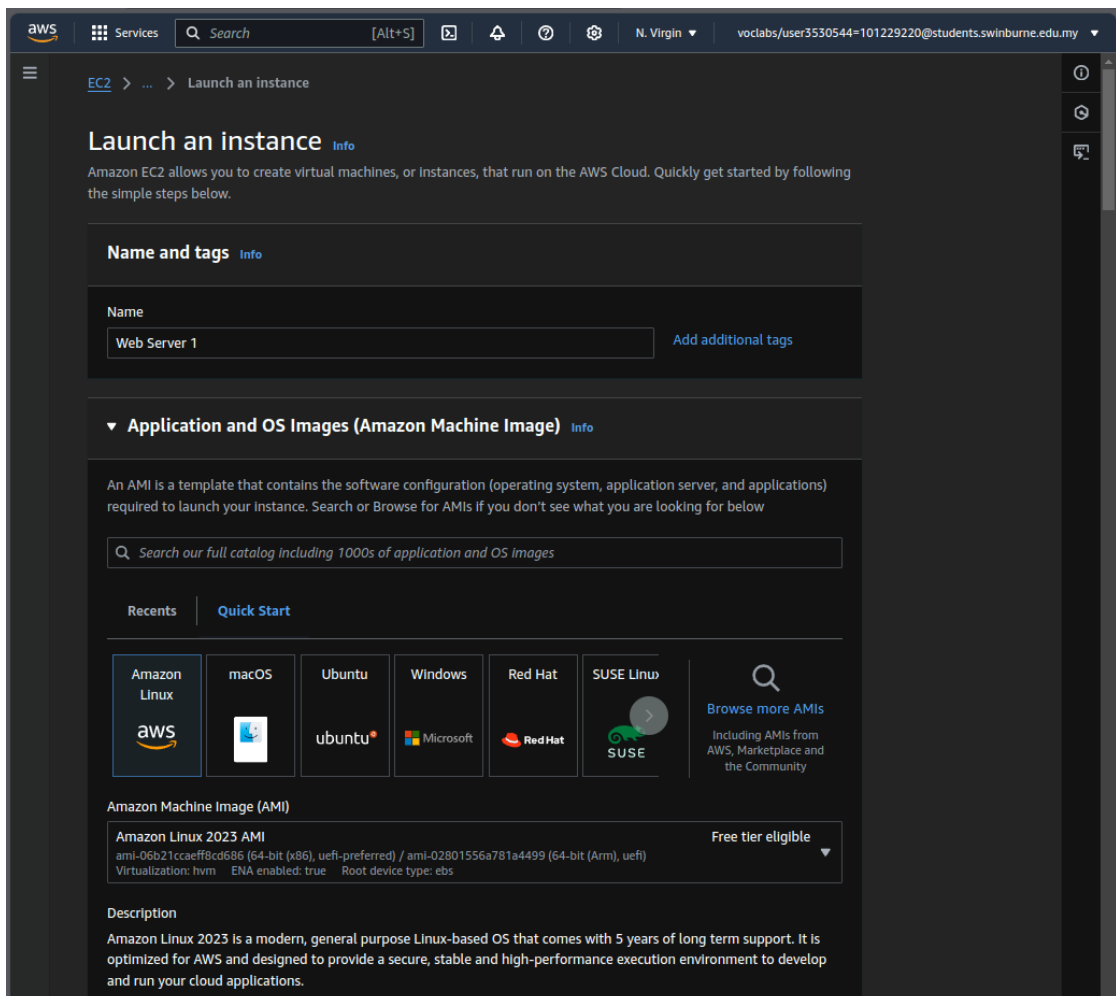 aws
Services
Search
[Alt+S]
N. Virgin
voclabs/user3530544=101229220@students.swinburne.edu.my
EC2
...
Launch an instance
Launch an instance Info
Amazon EC2 allows you to create virtual machines, or instances, that run on the AWS Cloud. Quickly get started by following
the simple steps below.
Name and tags Info
Name
Web Server 1
Add additional tags
Application and OS Images (Amazon Machine Image) Info
An AMI is a template that contains the software configuration (operating system, application server, and applications)
required to launch your instance. Search or Browse for AMIs if you don't see what you are looking for below
Search our full catalog including 1000s of application and OS images
Recents
Quick Start
Amazon
Linux
aws
macOS
Ubuntu
ubuntu
Windows
Microsoft
Red Hat
Red Hat
SUSE Linux
SUSE
Browse more AMIs
Including AMIs from
AWS, Marketplace and
the Community
Amazon Machine Image (AMI)
Amazon Linux 2023 AMI
Free tier eligible
ami-06b21ccaeff8cd686 (64-bit (x86), uefi-preferred) / ami-02801556a781a4499 (64-bit (Arm), uefi)
Virtualization: hvm ENA enabled: true Root device type: ebs
Description
Amazon Linux 2023 is a modern, general purpose Linux-based OS that comes with 5 years of long term support. It is
optimized for AWS and designed to provide a secure, stable and high-performance execution environment to develop
and run your cloud applications.